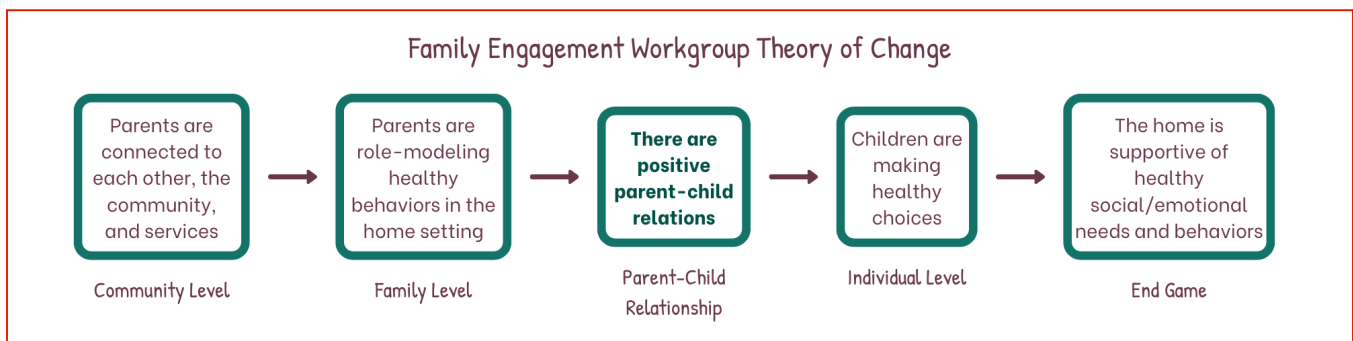 Family Engagement Workgroup Theory of Change
Parents are
connected to
each other, the
community,
and services
Community Level
Parents are
role-modeling
healthy
behaviors in the
home setting
Family Level
There are
positive
parent-child
relations
Parent-Child
Relationship
Children are
making
healthy
choices
Individual Level
The home is
supportive of
healthy
social/emotional
needs and behaviors
End Game